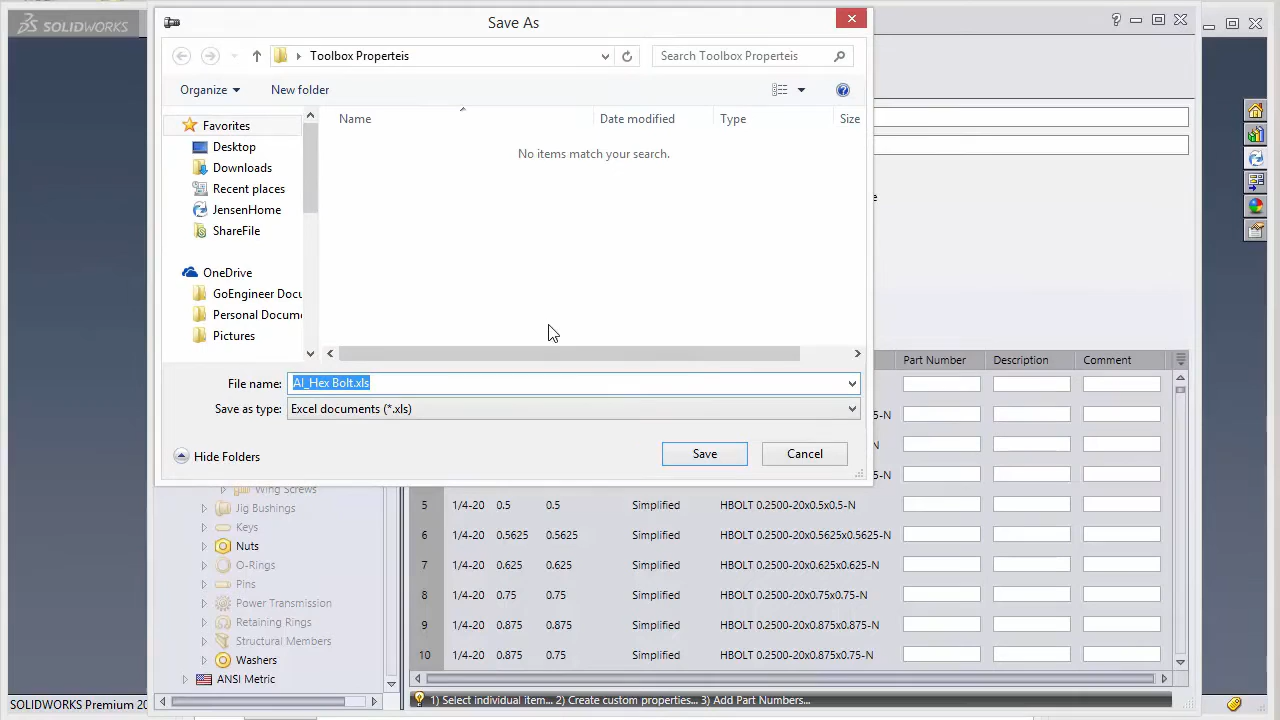 SOLIDWORKS
Save As
Toolbox Properteis
Search Toolbox Properteis
Organize
New folder
Favorites
Desktop
Downloads
Recent places
JensenHome
ShareFile
OneDrive
GoEngineer Docu
Personal Docume
Pictures
Name
Date modified
Type
Size
No items match your search.
File name:
AI_Hex Bolt.xls
Save as type:
Excel documents (*.xls)
Hide Folders
Save
Cancel
Part Number
Description
Comment
5-N
N
5-N
Wing Screws
Jig Bushings
Keys
Nuts
O-Rings
Pins
Power Transmission
Retaining Rings
Structural Members
Washers
ANSI Metric
5 1/4-20 0.5 0.5 Simplified HBOLT 0.2500-20x0.5x0.5-N
6 1/4-20 0.5625 0.5625 Simplified HBOLT 0.2500-20x0.5625x0.5625-N
7 1/4-20 0.625 0.625 Simplified HBOLT 0.2500-20x0.625x0.625-N
8 1/4-20 0.75 0.75 Simplified HBOLT 0.2500-20x0.75x0.75-N
9 1/4-20 0.875 0.875 Simplified HBOLT 0.2500-20x0.875x0.875-N
10 1/4-20 0.875 0.75 Simplified HBOLT 0.2500-20x0.875x0.75-N
1) Select individual item... 2) Create custom properties... 3) Add Part Numbers...
SOLIDWORKS Premium 20